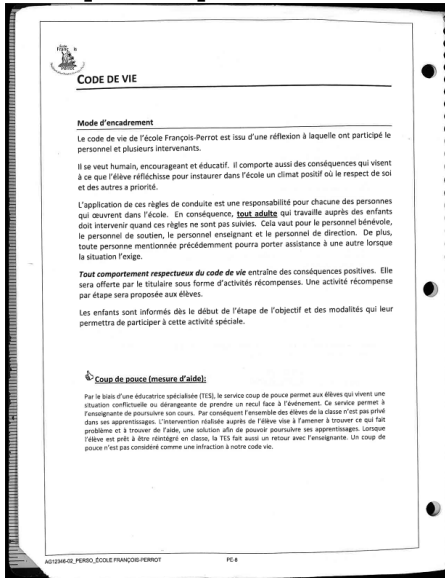 CODE DE VIE
Mode d'encadrement
Le code de vie de l'école François-Perrot est issu d'une réflexion à laquelle ont participé le
personnel et plusieurs intervenants.
Il se veut humain, encourageant et éducatif. Il comporte aussi des conséquences qui visent
à ce que l'élève réfléchisse pour instaurer dans l'école un climat positif où le respect de soi
et des autres a priorité.
L'application de ces règles de conduite est une responsabilité pour chacune des personnes
qui œuvrent dans l'école. En conséquence, tout adulte qui travaille auprès des enfants
doit intervenir quand ces règles ne sont pas suivies. Cela vaut pour le personnel bénévole,
le personnel de soutien, le personnel enseignant et le personnel de direction. De plus,
toute personne mentionnée précédemment pourra porter assistance à une autre lorsque
la situation l'exige.
Tout comportement respectueux du code de vie entraîne des conséquences positives. Elle
sera offerte par le titulaire sous forme d'activités récompenses. Une activité récompense
par étape sera proposée aux élèves.
Les enfants sont informés dès le début de l'étape de l'objectif et des modalités qui leur
permettra de participer à cette activité spéciale.
Coup de pouce (mesure d'aide):
Par le biais d'une éducatrice spécialisée (TES), le service coup de pouce permet aux élèves qui vivent une
situation conflictuelle ou dérangeante de prendre un recul face à l'événement. Ce service permet à
l'enseignante de poursuivre son cours. Par conséquent l'ensemble des élèves de la classe n'est pas privé
dans ses apprentissages. L'intervention réalisée auprès de l'élève vise à l'amener à trouver ce qui fait
problème et à trouver de l'aide, une solution afin de pouvoir poursuivre ses apprentissages. Lorsque
l'élève est prêt à être réintégré en classe, la TES fait aussi un retour avec l'enseignante. Un coup de
pouce n'est pas considéré comme une infraction à notre code vie.
AG12346-02_PERSO_ÉCOLE FRANÇOIS-PERROT PE-8